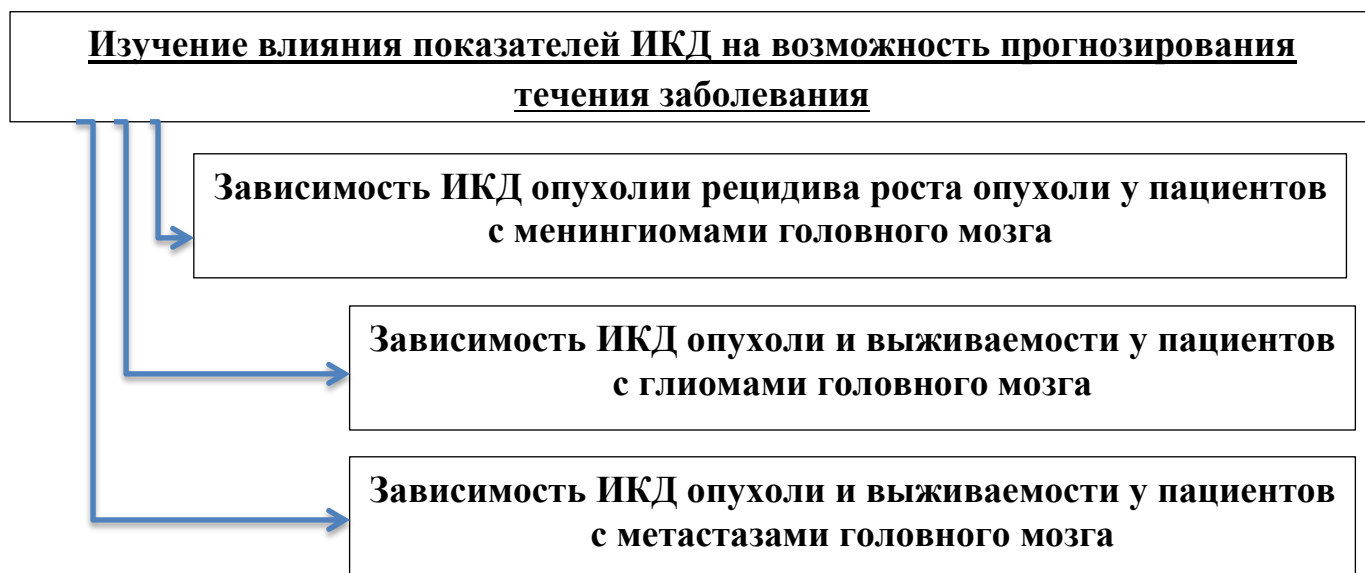 Изучение влияния показателей ИКД на возможность прогнозирования
течения заболевания
Зависимость ИКД опухолии рецидива роста опухоли у пациентов
с менингиомами головного мозга
Зависимость ИКД опухоли и выживаемости у пациентов
с глиомами головного мозга
Зависимость ИКД опухоли и выживаемости у пациентов
с метастазами головного мозга